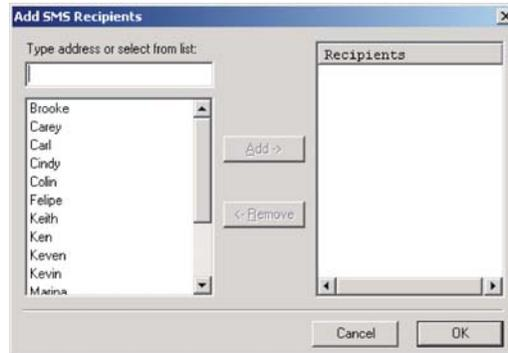 Add SMS Recipients
Type address or select from list:
Brooke
Carey
Carl
Cindy
Colin
Felipe
Keith
Ken
Keven
Kevin
Marina
Add ->
<- Remove
Recipients
Cancel
OK